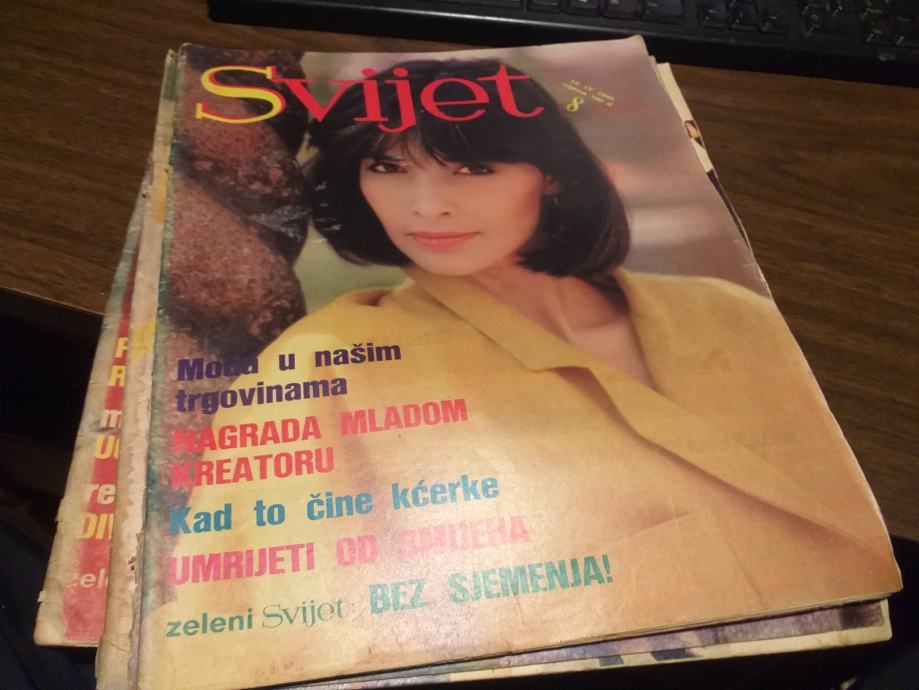 Svijet
8
Moda u našim
trgovinama
NAGRADA MLADOM
KREATORU
Kad to čine kćerke
UMRIJETI OD SMIJEHA
zeleni Svijet: BEZ SJEMENJA!